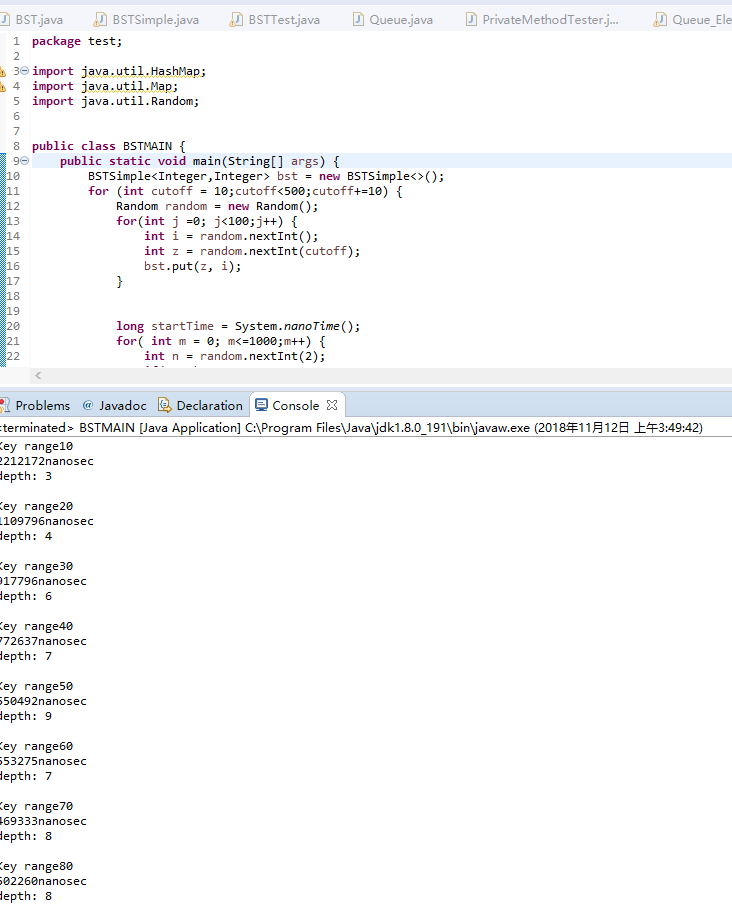 BST.java BSTSimple.java BSTTest.java Queue.java PrivateMethodTester.j... Queue_Ele
1 package test;
2
3 import java.util.HashMap;
4 import java.util.Map;
5 import java.util.Random;
6
7
8 public class BSTMAIN {
9 public static void main(String[] args) {
10 BSTSimple<Integer,Integer> bst = new BSTSimple<>();
11 for (int cutoff = 10;cutoff<500;cutoff+=10) {
12 Random random = new Random();
13 for(int j =0; j<100;j++) {
14 int i = random.nextInt();
15 int z = random.nextInt(cutoff);
16 bst.put(z, i);
17 }
18
19
20 long startTime = System.nanoTime();
21 for( int m = 0; m<=1000;m++) {
22 int n = random.nextInt(2);
Problems @ Javadoc Declaration Console
<terminated> BSTMAIN [Java Application] C:\Program Files\Java\jdk1.8.0_191\bin\javaw.exe (2018年11月12日 上午3:49:42)
Key range10
2212172nanosec
depth: 3
Key range20
1109796nanosec
depth: 4
Key range30
917796nanosec
depth: 6
Key range40
772637nanosec
depth: 7
Key range50
550492nanosec
depth: 9
Key range60
553275nanosec
depth: 7
Key range70
469333nanosec
depth: 8
Key range80
502260nanosec
depth: 8